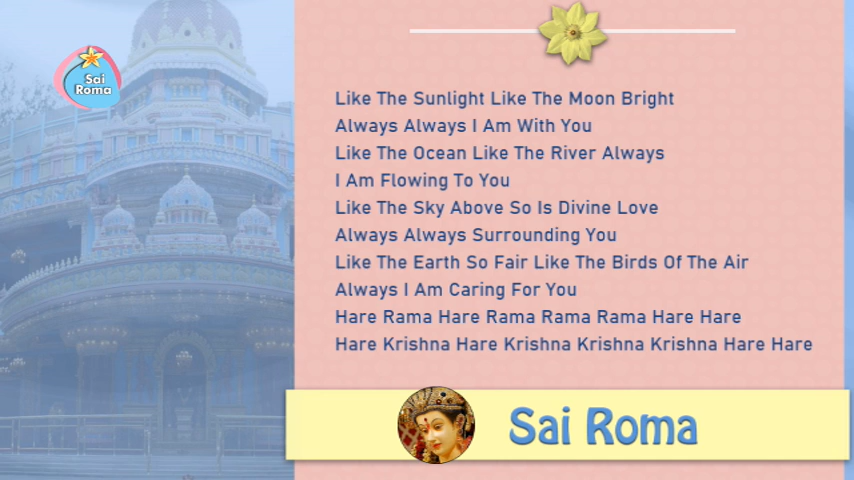 Sai
Roma
Like The Sunlight Like The Moon Bright
Always Always I Am With You
Like The Ocean Like The River Always
I Am Flowing To You
Like The Sky Above So Is Divine Love
Always Always Surrounding You
Like The Earth So Fair Like The Birds Of The Air
Always I Am Caring For You
Hare Rama Hare Rama Rama Rama Hare Hare
Hare Krishna Hare Krishna Krishna Krishna Hare Hare
Sai Roma